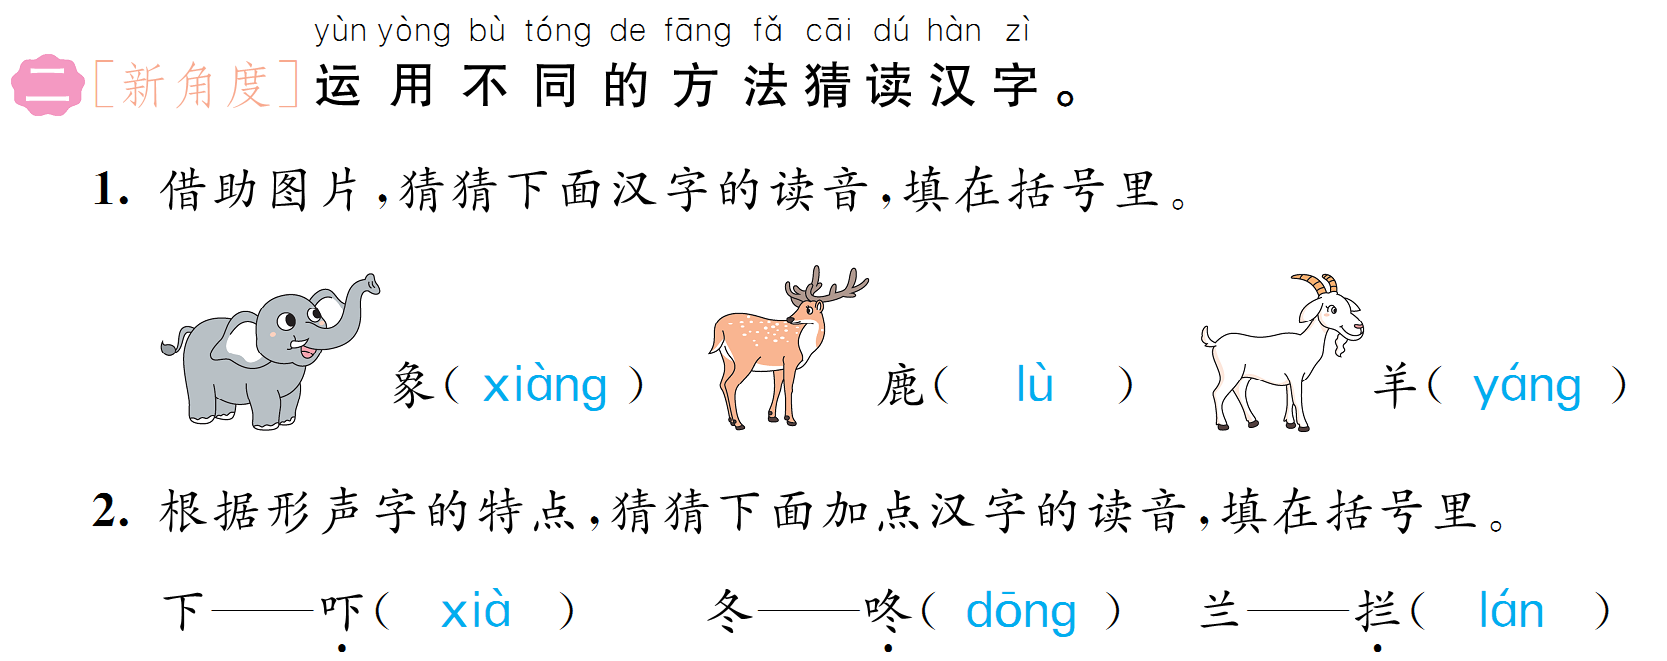 yùn yòng bù tóng de fāng fǎ cāi dú hàn zì
二 [新角度] 运用不同的方法猜读汉字。
1. 借助图片，猜猜下面汉字的读音，填在括号里。
象( xiàng ) 鹿( lù ) 羊( yáng )
2. 根据形声字的特点，猜猜下面加点汉字的读音，填在括号里。
下——吓( xià ) 冬——咚( dōng ) 兰——拦( lán )